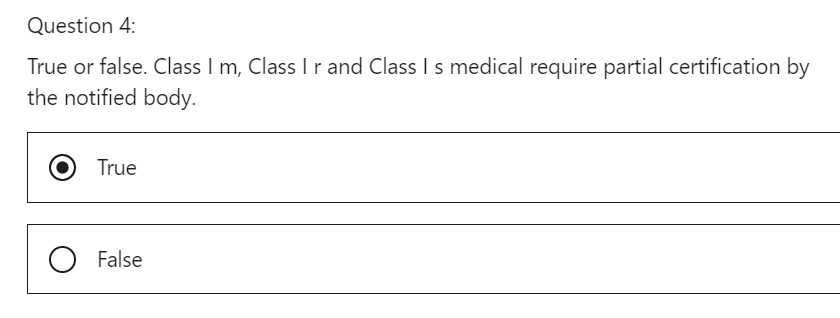 Question 4:
True or false. Class I m, Class I r and Class I s medical require partial certification by
the notified body.
True
False